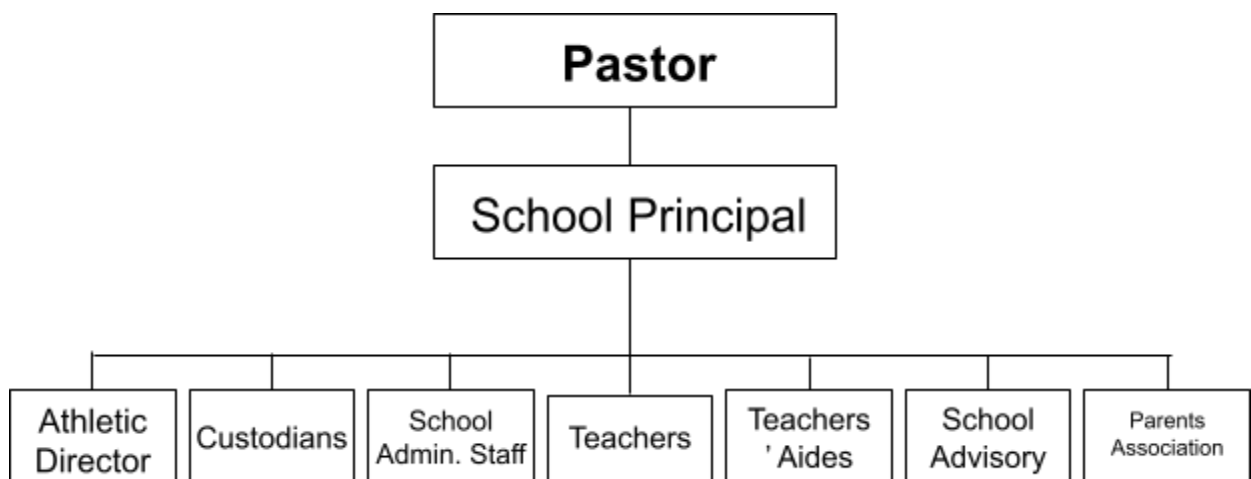 Pastor
School Principal
Athletic
Director
Custodians
School
Admin. Staff
Teachers
Teachers
' Aides
School
Advisory
Parents
Association